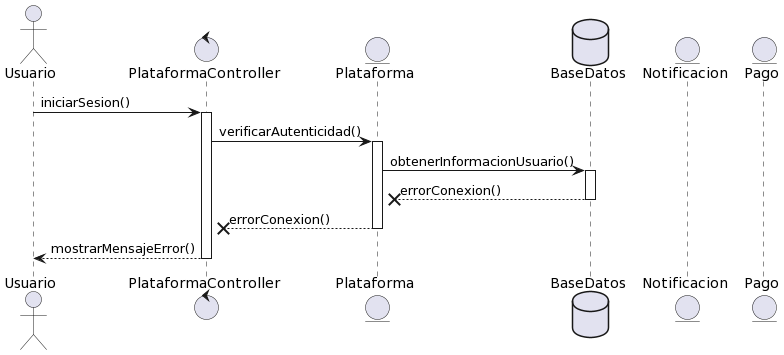 Usuario PlataformaController Plataforma BaseDatos Notificacion Pago
iniciarSesion()
verificarAutenticidad()
obtenerInformacionUsuario()
errorConexion()
errorConexion()
mostrarMensajeError()
Usuario PlataformaController Plataforma BaseDatos Notificacion Pago